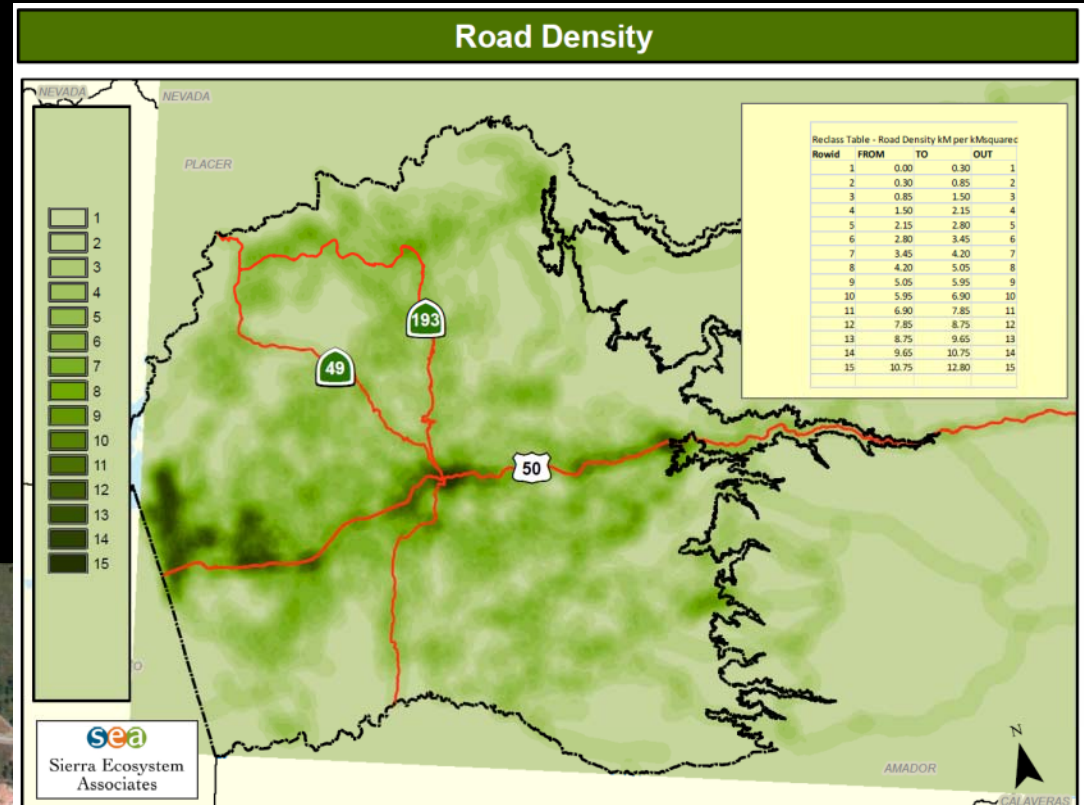 Road Density
NEVADA
NEVADA
PLACER
1
2
3
4
5
6
7
8
9
10
11
12
13
14
15
Reclass Table - Road Density kM per kMsquared
Rowid FROM TO OUT
1 0.00 0.30 1
2 0.30 0.85 2
3 0.85 1.50 3
4 1.50 2.15 4
5 2.15 2.80 5
6 2.80 3.45 6
7 3.45 4.20 7
8 4.20 5.05 8
9 5.05 5.95 9
10 5.95 6.90 10
11 6.90 7.85 11
12 7.85 8.75 12
13 8.75 9.65 13
14 9.65 10.75 14
15 10.75 12.80 15
193
49
50
sea
Sierra Ecosystem
Associates
N
AMADOR
CALAVERAS